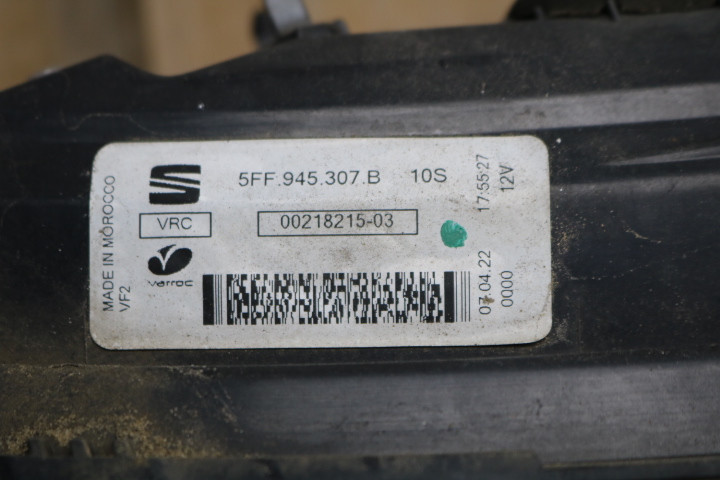 MADE IN MOROCCO
VF2
5FF.945.307.B 10S
VRC
00218215-03
varroc
17:55:27
12V
07.04.22
0000